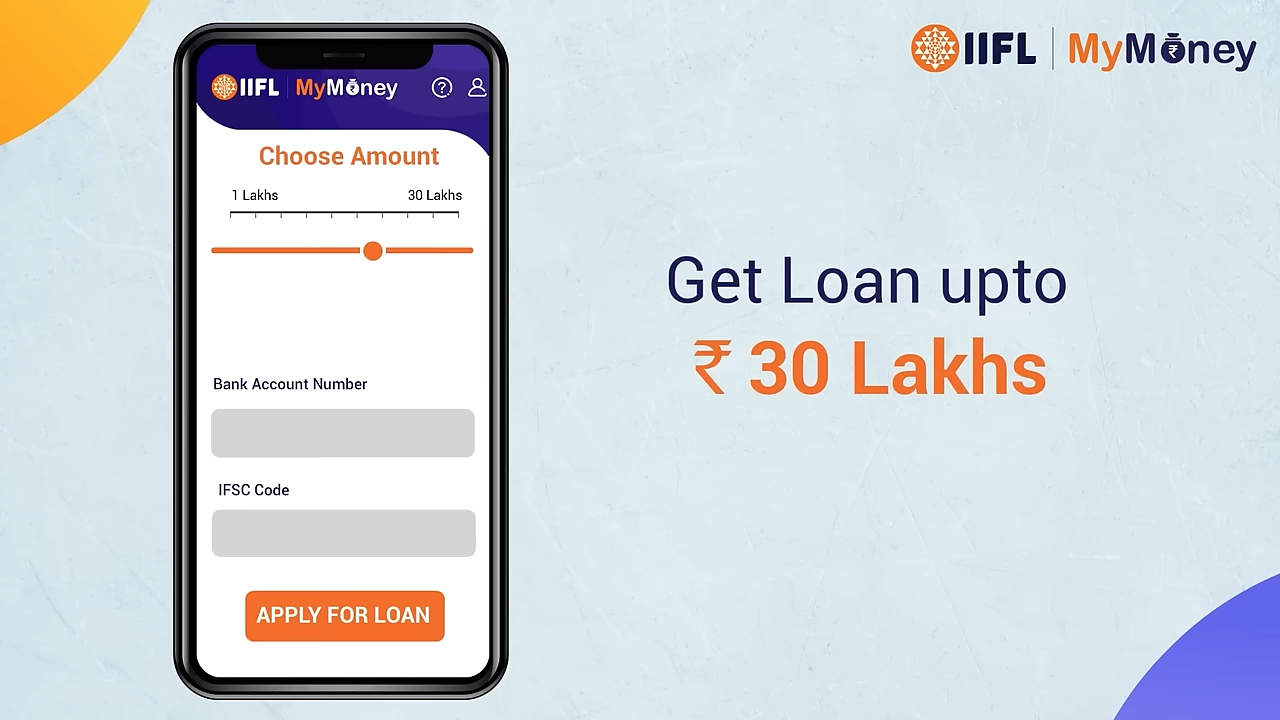 IIFL MyMoney
Choose Amount
1 Lakhs 30 Lakhs
Bank Account Number
IFSC Code
APPLY FOR LOAN
IIFL MyMoney
Get Loan upto
₹ 30 Lakhs